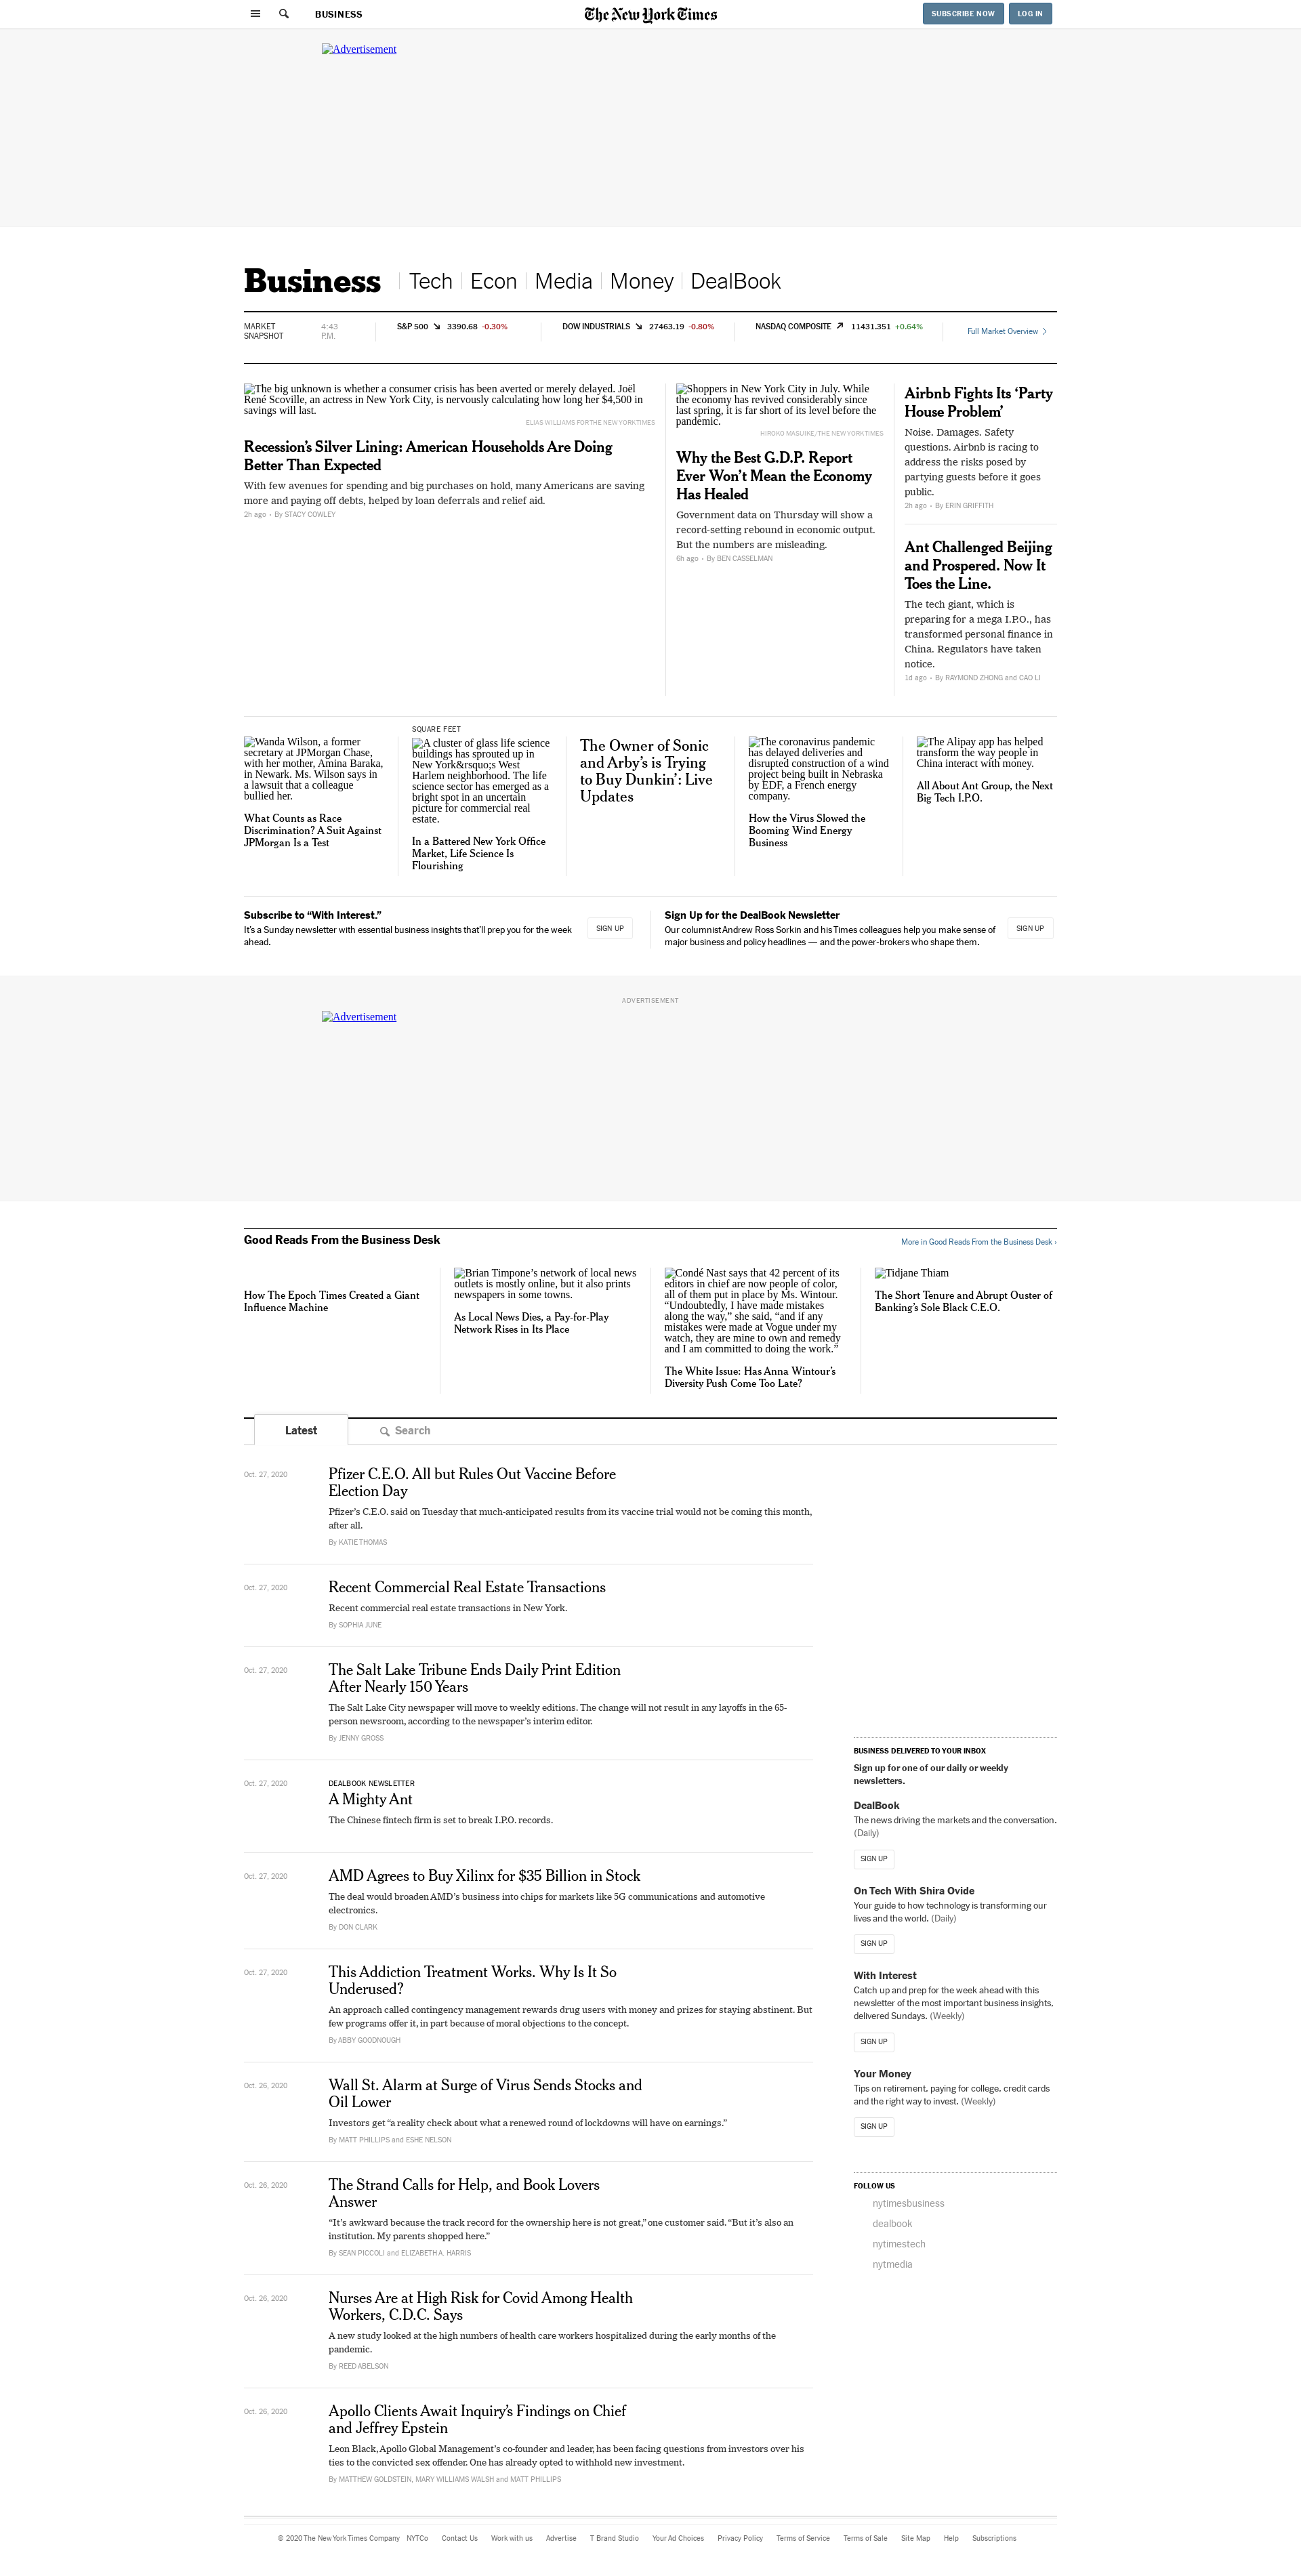 BUSINESS
The New York Times
SUBSCRIBE NOW
LOG IN
Advertisement
Business
Tech
Econ
Media
Money
DealBook
MARKET
SNAPSHOT
4:43
P.M.
S&P 500 3390.68 -0.30%
DOW INDUSTRIALS 27463.19 -0.80%
NASDAQ COMPOSITE 11431.351 +0.64%
Full Market Overview
The big unknown is whether a consumer crisis has been averted or merely delayed. Joël
René Scoville, an actress in New York City, is nervously calculating how long her $4,500 in
savings will last.
ELIAS WILLIAMS FOR THE NEW YORK TIMES
Recession's Silver Lining: American Households Are Doing
Better Than Expected
With few avenues for spending and big purchases on hold, many Americans are saving
more and paying off debts, helped by loan deferrals and relief aid.
2h ago • By STACY COWLEY
Shoppers in New York City in July. While
the economy has revived considerably since
last spring, it is far short of its level before the
pandemic.
HIROKO MASUIKE/THE NEW YORK TIMES
Why the Best G.D.P. Report
Ever Won't Mean the Economy
Has Healed
Government data on Thursday will show a
record-setting rebound in economic output.
But the numbers are misleading.
6h ago • By BEN CASSELMAN
Airbnb Fights Its ‘Party
House Problem’
Noise. Damages. Safety
questions. Airbnb is racing to
address the risks posed by
partying guests before it goes
public.
2h ago • By ERIN GRIFFITH
Ant Challenged Beijing
and Prospered. Now It
Toes the Line.
The tech giant, which is
preparing for a mega I.P.O., has
transformed personal finance in
China. Regulators have taken
notice.
1d ago • By RAYMOND ZHONG and CAO LI
Wanda Wilson, a former
secretary at JPMorgan Chase,
with her mother, Amina Baraka,
in Newark. Ms. Wilson says in
a lawsuit that a colleague
bullied her.
What Counts as Race
Discrimination? A Suit Against
JPMorgan Is a Test
SQUARE FEET
A cluster of glass life science
buildings has sprouted up in
New York&rsquo;s West
Harlem neighborhood. The life
science sector has emerged as a
bright spot in an uncertain
picture for commercial real
estate.
In a Battered New York Office
Market, Life Science Is
Flourishing
The Owner of Sonic
and Arby's is Trying
to Buy Dunkin’: Live
Updates
The coronavirus pandemic
has delayed deliveries and
disrupted construction of a wind
project being built in Nebraska
by EDF, a French energy
company.
How the Virus Slowed the
Booming Wind Energy
Business
The Alipay app has helped
transform the way people in
China interact with money.
All About Ant Group, the Next
Big Tech I.P.O.
Subscribe to “With Interest.”
It's a Sunday newsletter with essential business insights that'll prep you for the week
ahead.
SIGN UP
Sign Up for the DealBook Newsletter
Our columnist Andrew Ross Sorkin and his Times colleagues help you make sense of
major business and policy headlines — and the power-brokers who shape them.
SIGN UP
ADVERTISEMENT
Advertisement
Good Reads From the Business Desk
More in Good Reads From the Business Desk ›
How The Epoch Times Created a Giant
Influence Machine
Brian Timpone’s network of local news
outlets is mostly online, but it also prints
newspapers in some towns.
As Local News Dies, a Pay-for-Play
Network Rises in Its Place
Condé Nast says that 42 percent of its
editors in chief are now people of color,
all of them put in place by Ms. Wintour.
“Undoubtedly, I have made mistakes
along the way,” she said, “and if any
mistakes were made at Vogue under my
watch, they are mine to own and remedy
and I am committed to doing the work.”
The White Issue: Has Anna Wintour's
Diversity Push Come Too Late?
Tidjane Thiam
The Short Tenure and Abrupt Ouster of
Banking's Sole Black C.E.O.
Latest
Search
Oct. 27, 2020
Pfizer C.E.O. All but Rules Out Vaccine Before
Election Day
Pfizer's C.E.O. said on Tuesday that much-anticipated results from its vaccine trial would not be coming this month,
after all.
By KATIE THOMAS
Oct. 27, 2020
Recent Commercial Real Estate Transactions
Recent commercial real estate transactions in New York.
By SOPHIA JUNE
Oct. 27, 2020
The Salt Lake Tribune Ends Daily Print Edition
After Nearly 150 Years
The Salt Lake City newspaper will move to weekly editions. The change will not result in any layoffs in the 65-
person newsroom, according to the newspaper's interim editor.
By JENNY GROSS
Oct. 27, 2020
DEALBOOK NEWSLETTER
A Mighty Ant
The Chinese fintech firm is set to break I.P.O. records.
Oct. 27, 2020
AMD Agrees to Buy Xilinx for $35 Billion in Stock
The deal would broaden AMD's business into chips for markets like 5G communications and automotive
electronics.
By DON CLARK
Oct. 27, 2020
This Addiction Treatment Works. Why Is It So
Underused?
An approach called contingency management rewards drug users with money and prizes for staying abstinent. But
few programs offer it, in part because of moral objections to the concept.
By ABBY GOODNOUGH
Oct. 26, 2020
Wall St. Alarm at Surge of Virus Sends Stocks and
Oil Lower
Investors get “a reality check about what a renewed round of lockdowns will have on earnings.”
By MATT PHILLIPS and ESHE NELSON
Oct. 26, 2020
The Strand Calls for Help, and Book Lovers
Answer
“It's awkward because the track record for the ownership here is not great,” one customer said. “But it's also an
institution. My parents shopped here.”
By SEAN PICCOLI and ELIZABETH A. HARRIS
Oct. 26, 2020
Nurses Are at High Risk for Covid Among Health
Workers, C.D.C. Says
A new study looked at the high numbers of health care workers hospitalized during the early months of the
pandemic.
By REED ABELSON
Oct. 26, 2020
Apollo Clients Await Inquiry's Findings on Chief
and Jeffrey Epstein
Leon Black, Apollo Global Management's co-founder and leader, has been facing questions from investors over his
ties to the convicted sex offender. One has already opted to withhold new investment.
By MATTHEW GOLDSTEIN, MARY WILLIAMS WALSH and MATT PHILLIPS
BUSINESS DELIVERED TO YOUR INBOX
Sign up for one of our daily or weekly
newsletters.
DealBook
The news driving the markets and the conversation.
(Daily)
SIGN UP
On Tech With Shira Ovide
Your guide to how technology is transforming our
lives and the world. (Daily)
SIGN UP
With Interest
Catch up and prep for the week ahead with this
newsletter of the most important business insights,
delivered Sundays. (Weekly)
SIGN UP
Your Money
Tips on retirement, paying for college, credit cards
and the right way to invest. (Weekly)
SIGN UP
FOLLOW US
nytimesbusiness
dealbook
nytimestech
nytmedia
© 2020 The New York Times Company NYTCo Contact Us Work with us Advertise T Brand Studio Your Ad Choices Privacy Policy Terms of Service Terms of Sale Site Map Help Subscriptions